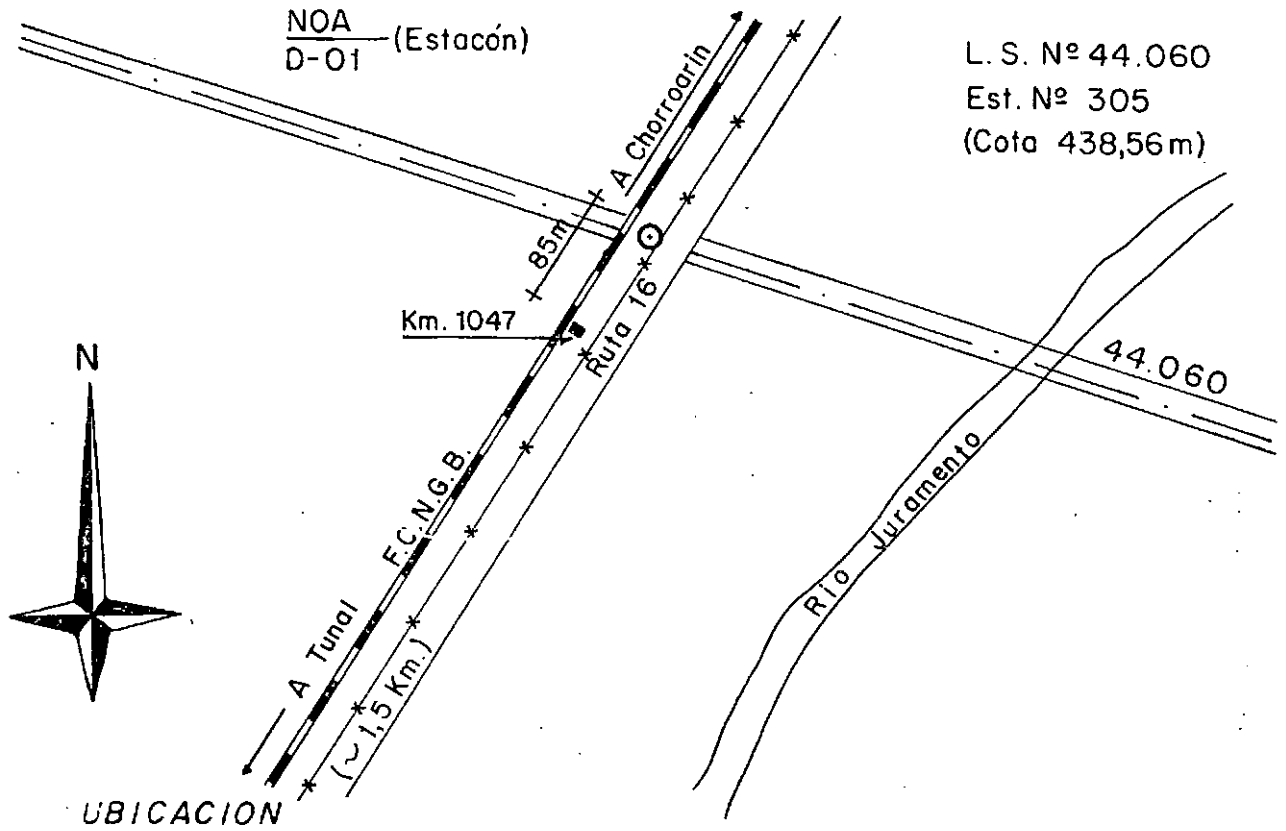 NOA
D-01 (Estacón)
L. S. Nº 44.060
Est. Nº 305
(Cota 438,56m)
A Chorroarin
85m
Km. 1047
Ruta 16
44.060
N
F.C.N.G.B.
Río Juramento
A Tunal
(~ 1,5 Km.)
UBICACION